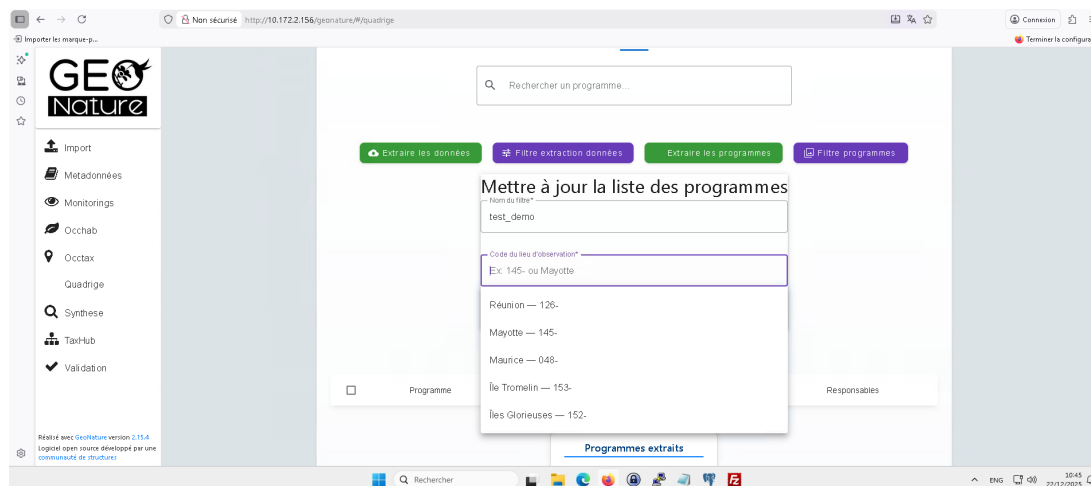 Non sécurisé http://10.172.2.156/geonature/#/quadrige
Connexion
Importer les marque-p...
Terminer la configura
GEO
Nature
Import
Metadonnées
Monitorings
Occhab
Occtax
Quadrige
Synthese
TaxHub
Validation
Réalisé avec GeoNature version 2.15.4
Logiciel open source développé par une
communauté de structures
Rechercher un programme...
Extraire les données
Filtre extraction données
Extraire les programmes
Filtre programmes
Mettre à jour la liste des programmes
Nom du filtre*
test_demo
Code du lieu d'observation*
Ex: 145- ou Mayotte
Réunion — 126-
Mayotte — 145-
Maurice — 048-
Île Tromelin — 153-
Îles Glorieuses — 152-
Programme
Responsables
Programmes extraits
Rechercher
ENG
10:45
22/12/2025